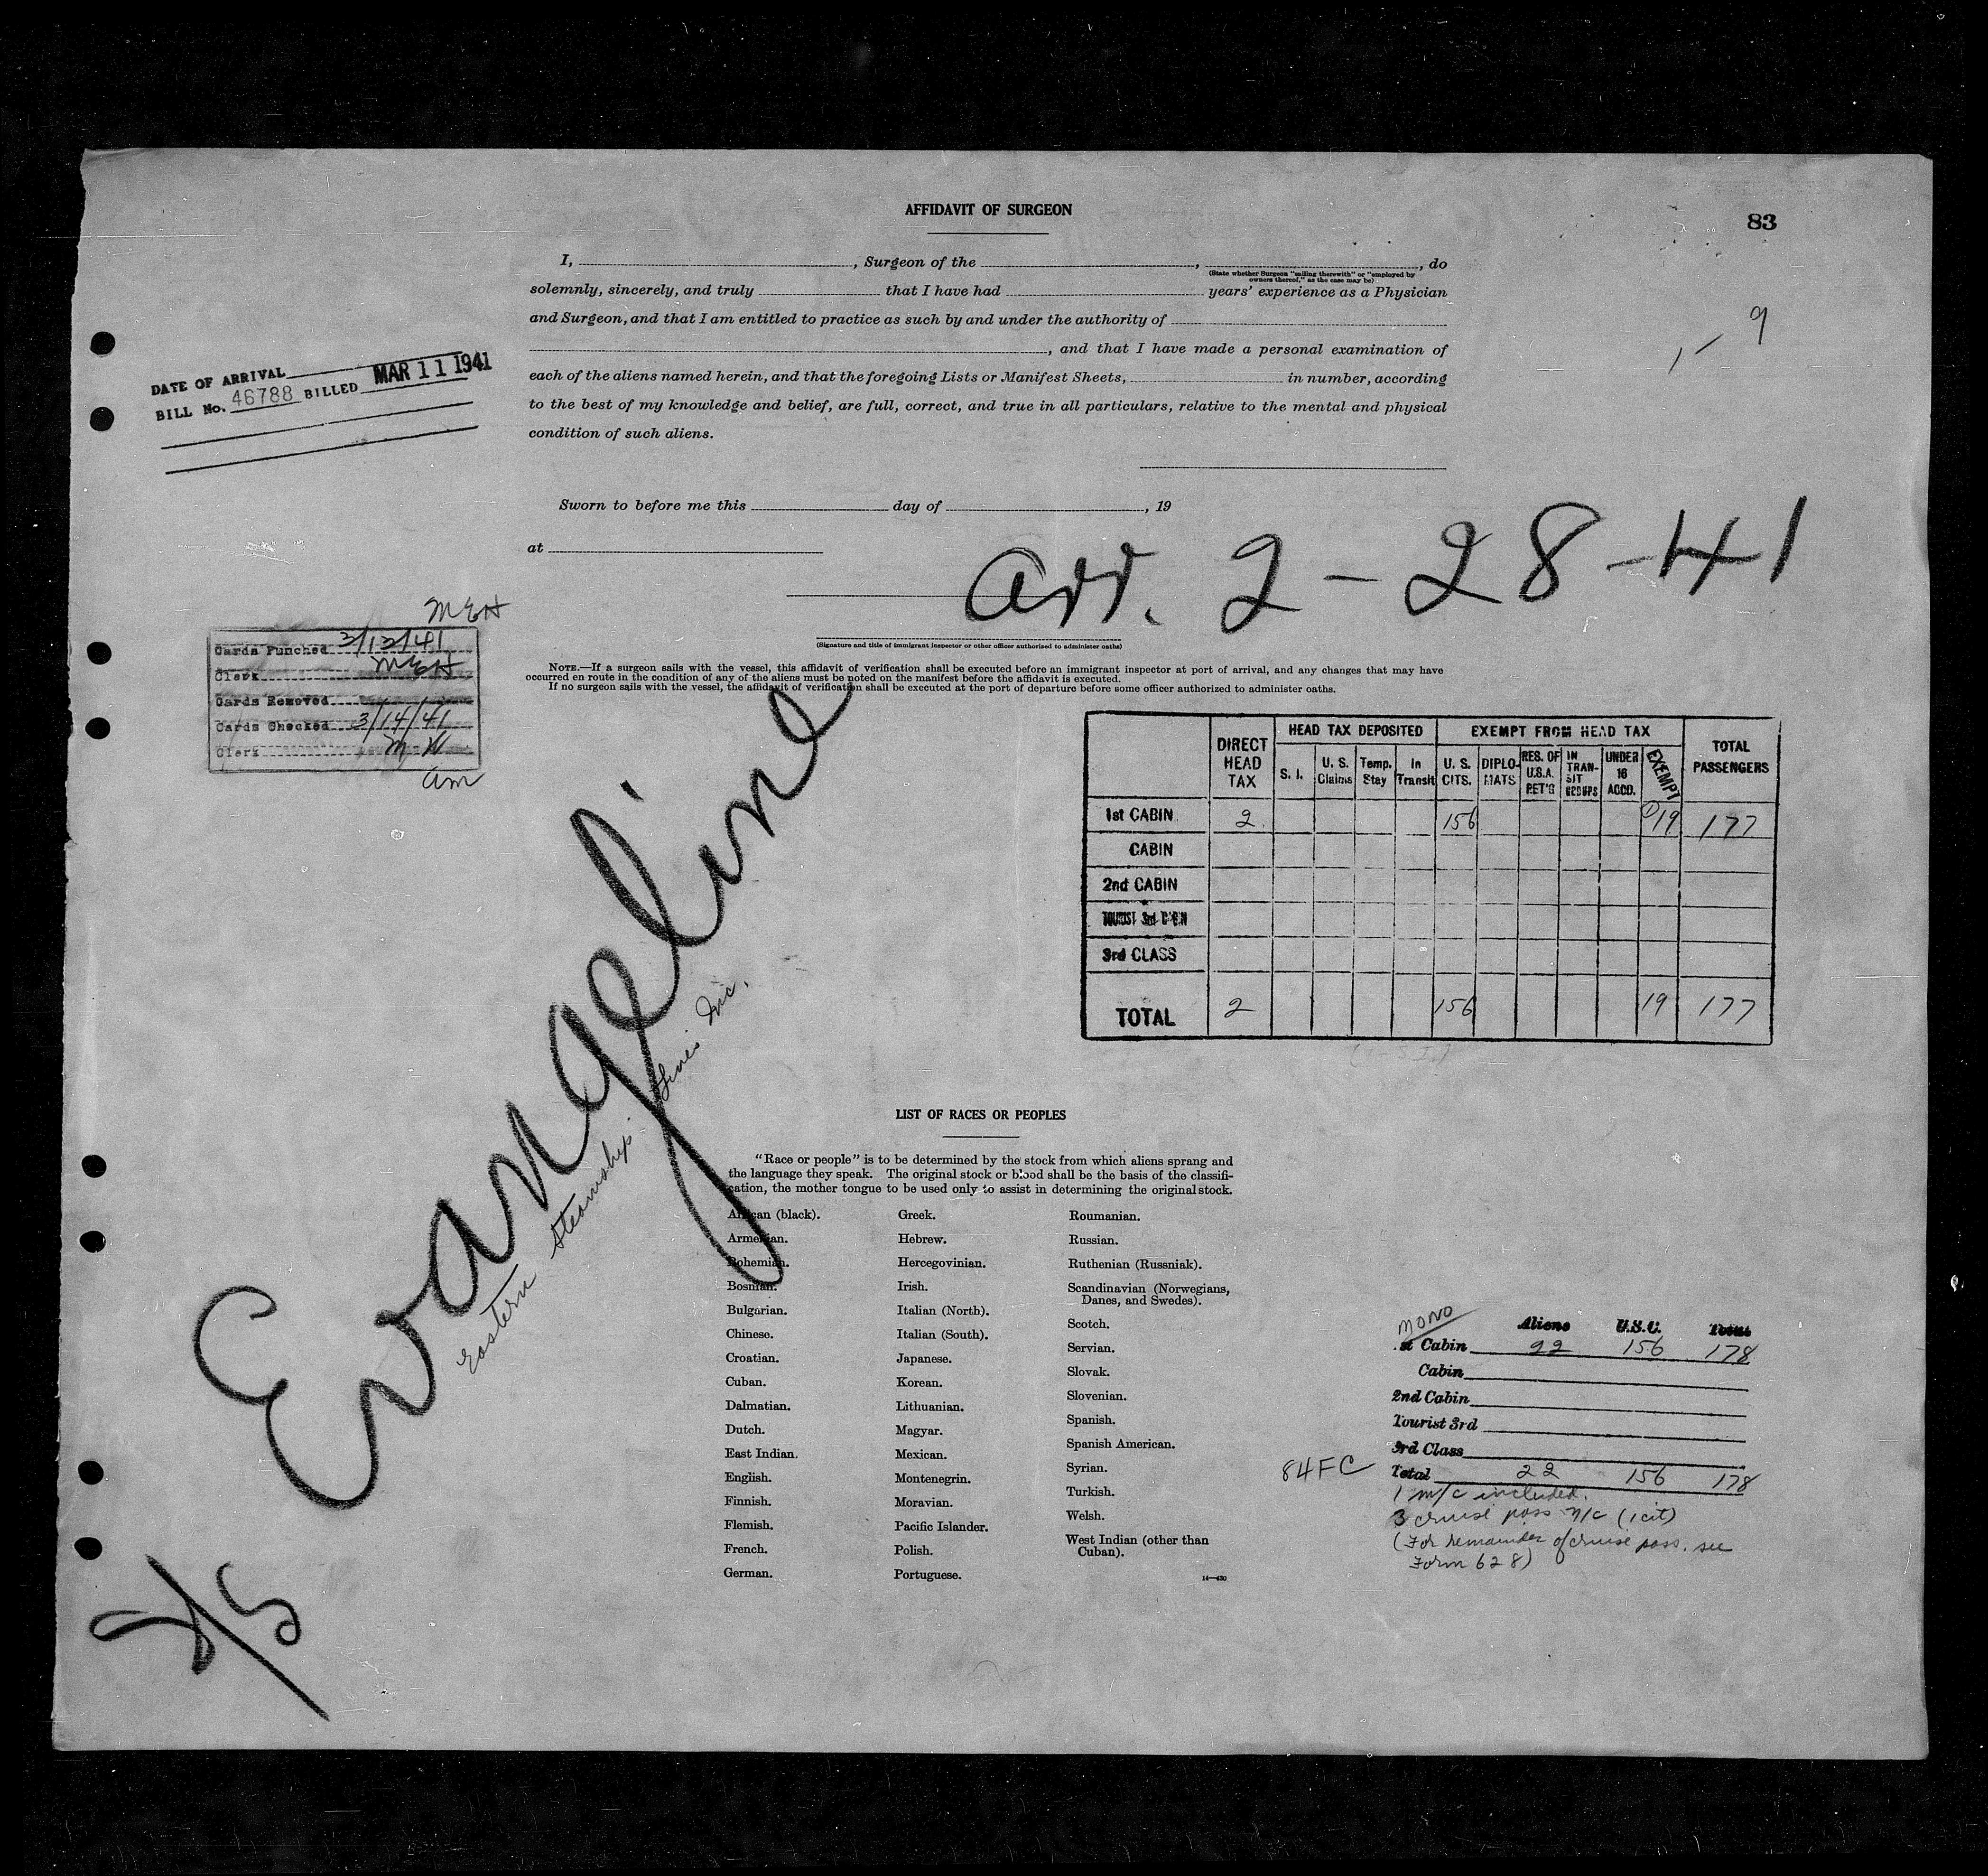 AFFIDAVIT OF SURGEON
83
I, , Surgeon of the , , do
(State whether Surgeon "sailing therewith" or "employed by
owners thereof," as the case may be)
solemnly, sincerely, and truly that I have had years' experience as a Physician
and Surgeon, and that I am entitled to practice as such by and under the authority of
, and that I have made a personal examination of
each of the aliens named herein, and that the foregoing Lists or Manifest Sheets, in number, according
to the best of my knowledge and belief, are full, correct, and true in all particulars, relative to the mental and physical
condition of such aliens.
9
DATE OF ARRIVAL
BILL No. 46788 BILLED MAR 11 1941
Sworn to before me this day of , 19
at
arr. 2-28-41
(Signature and title of immigrant inspector or other officer authorized to administer oaths)
NOTE.—If a surgeon sails with the vessel, this affidavit of verification shall be executed before an immigrant inspector at port of arrival, and any changes that may have
occurred en route in the condition of any of the aliens must be noted on the manifest before the affidavit is executed.
If no surgeon sails with the vessel, the affidavit of verification shall be executed at the port of departure before some officer authorized to administer oaths.
MEH
Cards Punched 3/13/41
Clerk MEH
Cards Removed
Cards Checked 3/14/41
Clerk M W
am
DIRECT HEAD TAX HEAD TAX DEPOSITED EXEMPT FROM HEAD TAX TOTAL PASSENGERS
S. I. U. S. Claims Temp. Stay In Transit U. S. CITS. DIPLOMATS RES. OF U.S.A. RET'G IN TRANSIT GROUPS UNDER 16 ACCD. EXEMPT
1st CABIN 2 156 (1) 19 177
CABIN
2nd CABIN
TOURIST 3rd CABIN
3rd CLASS
TOTAL 2 156 19 177
Evangeline
Eastern Steamship Lines Inc.
LIST OF RACES OR PEOPLES
"Race or people" is to be determined by the stock from which aliens sprang and
the language they speak. The original stock or blood shall be the basis of the classifi-
cation, the mother tongue to be used only to assist in determining the original stock.
African (black).
Armenian.
Bohemian.
Bosnian.
Bulgarian.
Chinese.
Croatian.
Cuban.
Dalmatian.
Dutch.
East Indian.
English.
Finnish.
Flemish.
French.
German.
Greek.
Hebrew.
Hercegovinian.
Irish.
Italian (North).
Italian (South).
Japanese.
Korean.
Lithuanian.
Magyar.
Mexican.
Montenegrin.
Moravian.
Pacific Islander.
Polish.
Portuguese.
Roumanian.
Russian.
Ruthenian (Russniak).
Scandinavian (Norwegians,
Danes, and Swedes).
Scotch.
Servian.
Slovak.
Slovenian.
Spanish.
Spanish American.
Syrian.
Turkish.
Welsh.
West Indian (other than
Cuban).
14—430
MONO
Aliens U.S.C. Total
st Cabin 22 156 178
Cabin
2nd Cabin
Tourist 3rd
3rd Class
84FC
Total 22 156 178
1 m/c included.
3 cruise pass n/c (1 cit)
(For remainder of cruise pass. see
Form 628)